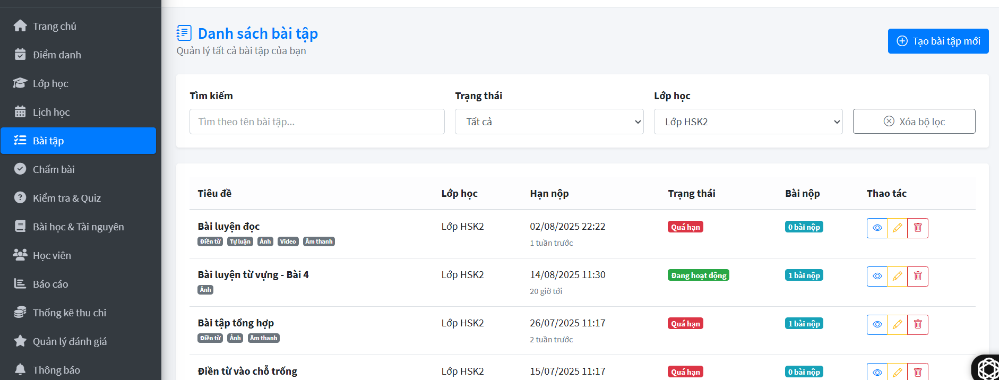 Trang chủ
Điểm danh
Lớp học
Lịch học
Bài tập
Chấm bài
Kiểm tra & Quiz
Bài học & Tài nguyên
Học viên
Báo cáo
Thống kê thu chi
Quản lý đánh giá
Thông báo
Danh sách bài tập
Quản lý tất cả bài tập của bạn
Tạo bài tập mới
Tìm kiếm
Trạng thái
Lớp học
Tìm theo tên bài tập...
Tất cả
Lớp HSK2
Xóa bộ lọc
Tiêu đề Lớp học Hạn nộp Trạng thái Bài nộp Thao tác
Bài luyện đọc Lớp HSK2 02/08/2025 22:22 Quá hạn 0 bài nộp
Điền từ Tự luận Ảnh Video Âm thanh 1 tuần trước
Bài luyện từ vựng - Bài 4 Lớp HSK2 14/08/2025 11:30 Đang hoạt động 1 bài nộp
Ảnh 20 giờ tới
Bài tập tổng hợp Lớp HSK2 26/07/2025 11:17 Quá hạn 1 bài nộp
Điền từ Ảnh Âm thanh 2 tuần trước
Điền từ vào chỗ trống Lớp HSK2 15/07/2025 11:17 Quá hạn 0 bài nộp